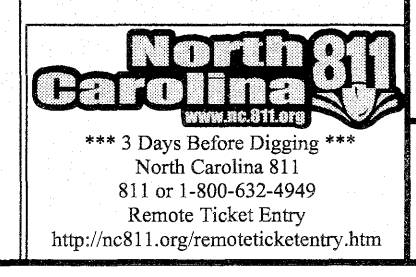 North 811
Carolina
www.nc811.org
*** 3 Days Before Digging ***
North Carolina 811
811 or 1-800-632-4949
Remote Ticket Entry
http://nc811.org/remoteticketentry.htm